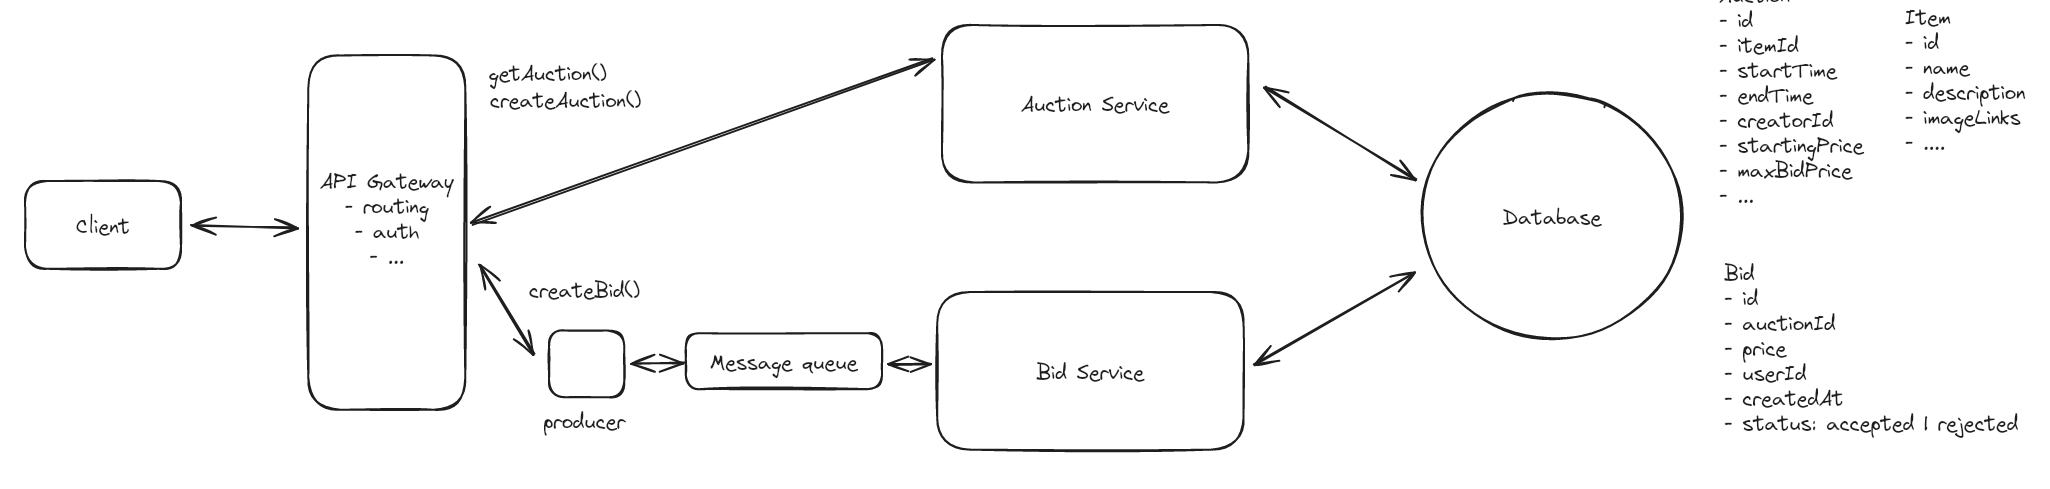 Client
API Gateway
- routing
- auth
- ...
getAuction()
createAuction()
createBid()
producer
Message queue
Auction Service
Bid Service
Database
Auction
- id
- itemId
- startTime
- endTime
- creatorId
- startingPrice
- maxBidPrice
- ...
Item
- id
- name
- description
- imageLinks
- ....
Bid
- id
- auctionId
- price
- userId
- createdAt
- status: accepted | rejected